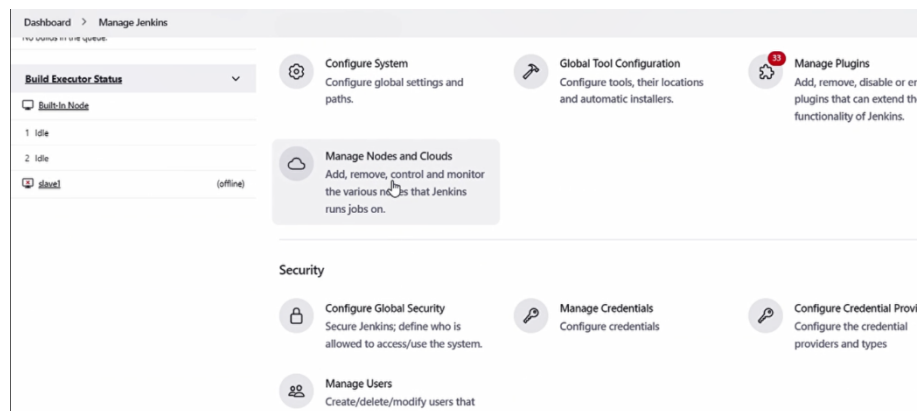 Dashboard > Manage Jenkins
No builds in the queue.
Build Executor Status
Built-In Node
1 Idle
2 Idle
slave1 (offline)
Configure System
Configure global settings and
paths.
Global Tool Configuration
Configure tools, their locations
and automatic installers.
33
Manage Plugins
Add, remove, disable or en
plugins that can extend th
functionality of Jenkins.
Manage Nodes and Clouds
Add, remove, control and monitor
the various nodes that Jenkins
runs jobs on.
Security
Configure Global Security
Secure Jenkins; define who is
allowed to access/use the system.
Manage Credentials
Configure credentials
Configure Credential Provi
Configure the credential
providers and types
Manage Users
Create/delete/modify users that